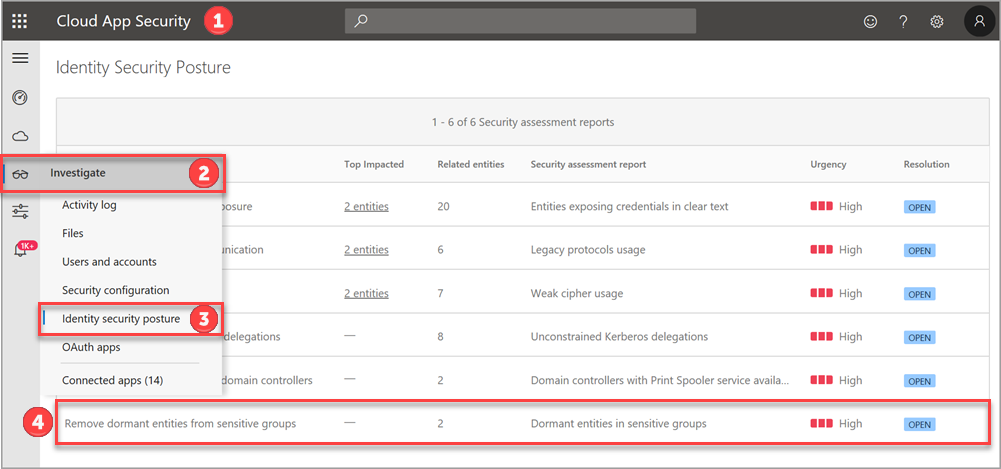 Cloud App Security 1
?
Identity Security Posture
1 - 6 of 6 Security assessment reports
Top Impacted Related entities Security assessment report Urgency Resolution
Investigate 2
Activity log
posure 2 entities 20 Entities exposing credentials in clear text High OPEN
Files
unication 2 entities 6 Legacy protocols usage High OPEN
1K+
Users and accounts
Security configuration
2 entities 7 Weak cipher usage High OPEN
Identity security posture 3
delegations — 8 Unconstrained Kerberos delegations High OPEN
OAuth apps
Connected apps (14)
domain controllers — 2 Domain controllers with Print Spooler service availa... High OPEN
4 Remove dormant entities from sensitive groups — 2 Dormant entities in sensitive groups High OPEN